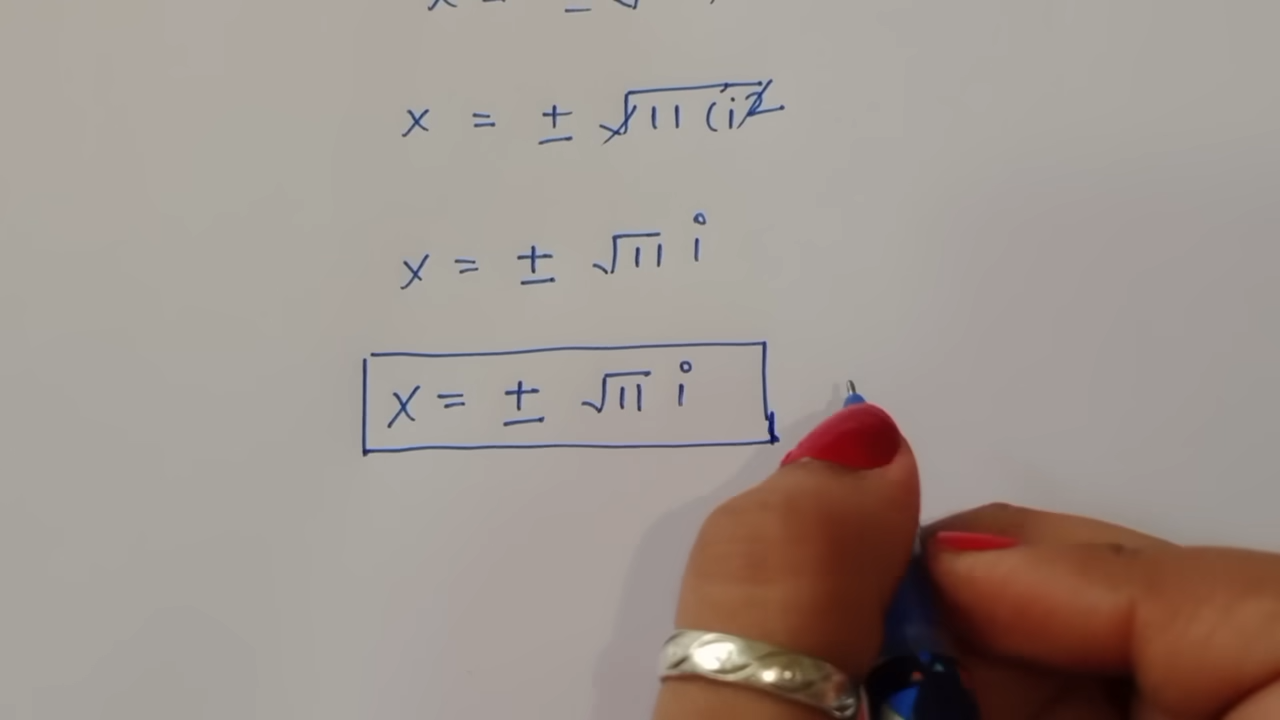 x = ± √11 (i²
x = ± √11 i
x = ± √11 i